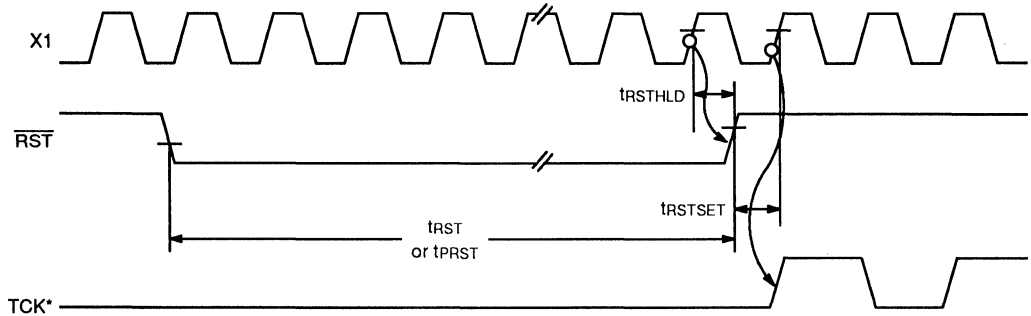 X1
tRSTHLD
RST
tRSTSET
tRST
or tPRST
TCK*